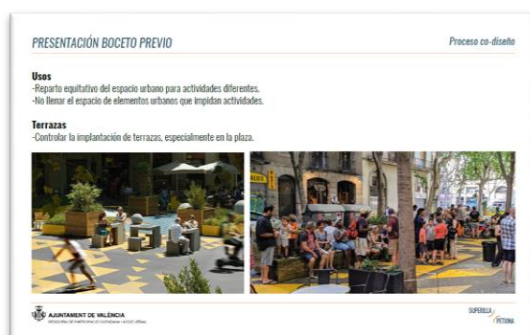 PRESENTACIÓN BOCETO PREVIO
Proceso co-diseño
Usos
-Reparto equitativo del espacio urbano para actividades diferentes.
-No llenar el espacio de elementos urbanos que impidan actividades.
Terrazas
-Controlar la implantación de terrazas, especialmente en la plaza.
AJUNTAMENT DE VALÈNCIA
SUPERILLA
PETXINA